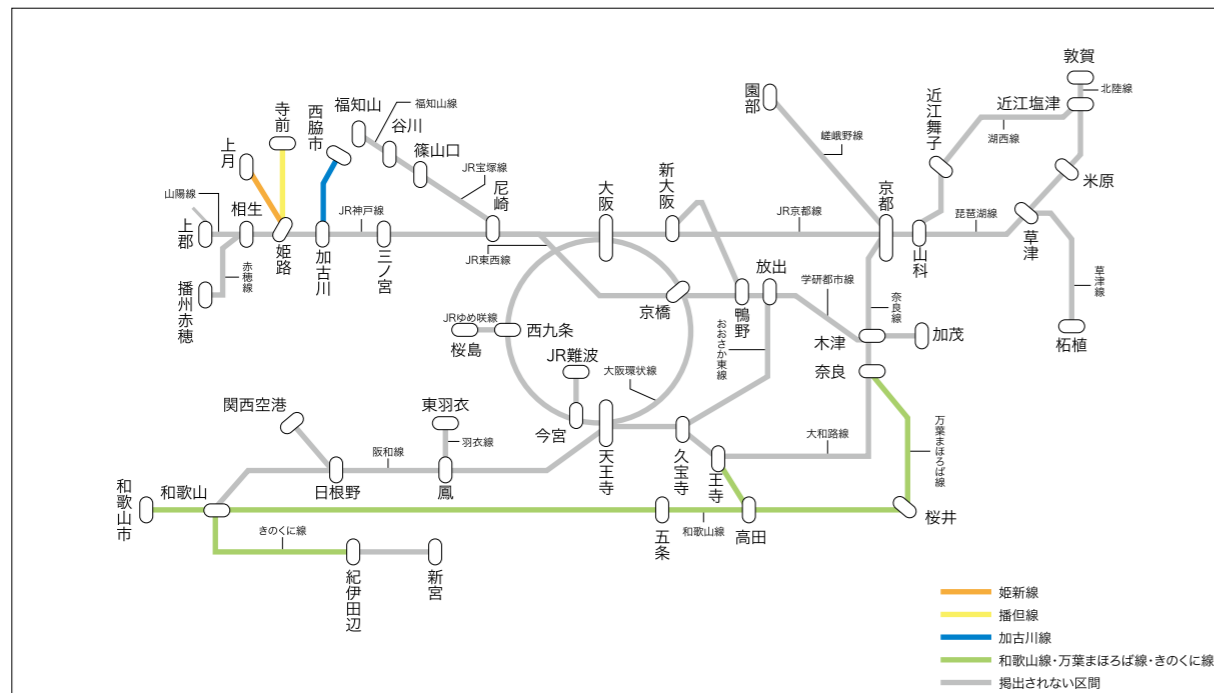 敦賀
北陸線
近江塩津
湖西線
園部
近江舞子
嵯峨野線
米原
福知山
福知山線
西脇市
寺前
谷川
上月
篠山口
JR宝塚線
山陽線
相生
JR神戸線
尼崎
大阪
新大阪
JR京都線
京都
琵琶湖線
草津
上郡
姫路
加古川
三ノ宮
JR東西線
山科
放出
学研都市線
赤穂線
播州赤穂
京橋
鴫野
奈良線
草津線
JRゆめ咲線
西九条
桜島
おおさか東線
木津
加茂
柘植
JR難波
大阪環状線
奈良
関西空港
東羽衣
今宮
羽衣線
天王寺
久宝寺
大和路線
王寺
万葉まほろば線
阪和線
日根野
鳳
和歌山市
和歌山
五条
和歌山線
高田
桜井
きのくに線
紀伊田辺
新宮
姫新線
播但線
加古川線
和歌山線・万葉まほろば線・きのくに線
掲出されない区間